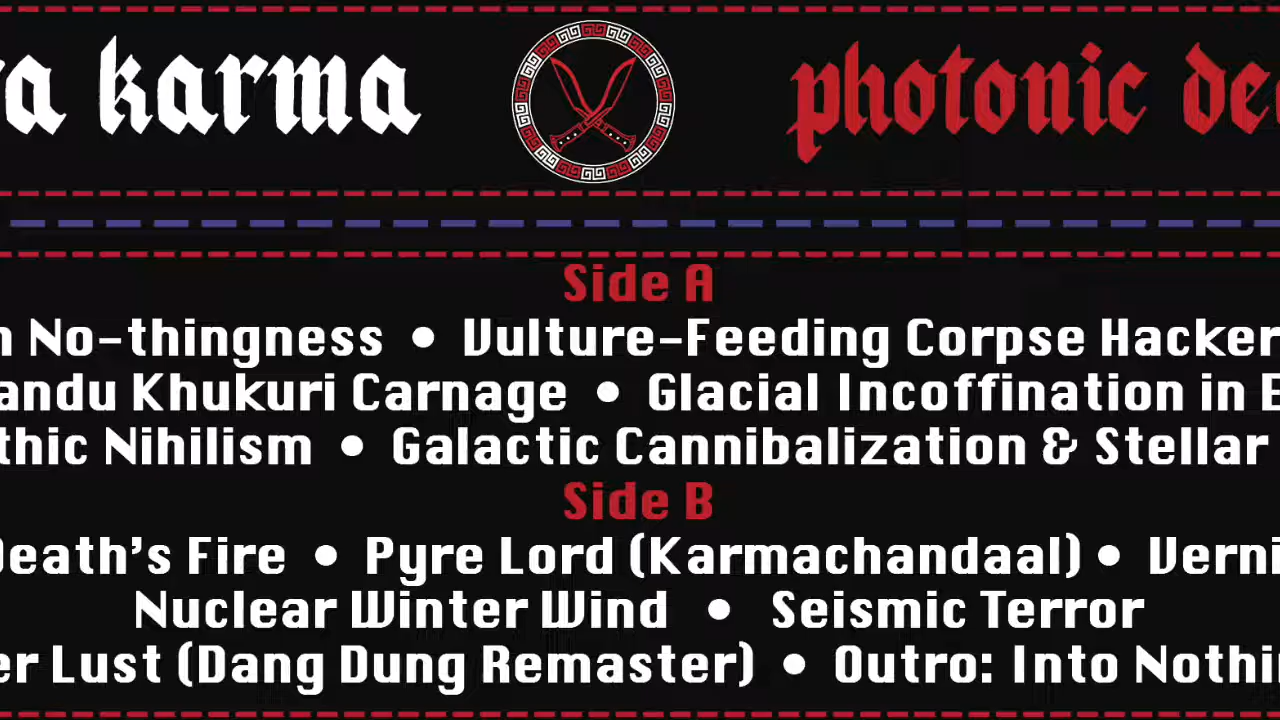 karma photonic
Side A
No-thingness • Vulture-Feeding Corpse Hacker
Khukuri Carnage • Glacial Incoffination in
Nihilism • Galactic Cannibalization & Stellar
Side B
Death's Fire • Pyre Lord (Karmachandaal) •
Nuclear Winter Wind • Seismic Terror
Lust (Dang Dung Remaster) • Outro: Into